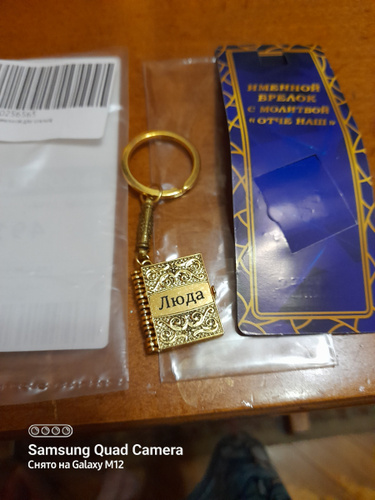 ИМЕННОЙ
БРЕЛОК
С МОЛИТВОЙ
«ОТЧЕ НАШ»
Люда
Samsung Quad Camera
Снято на Galaxy M12